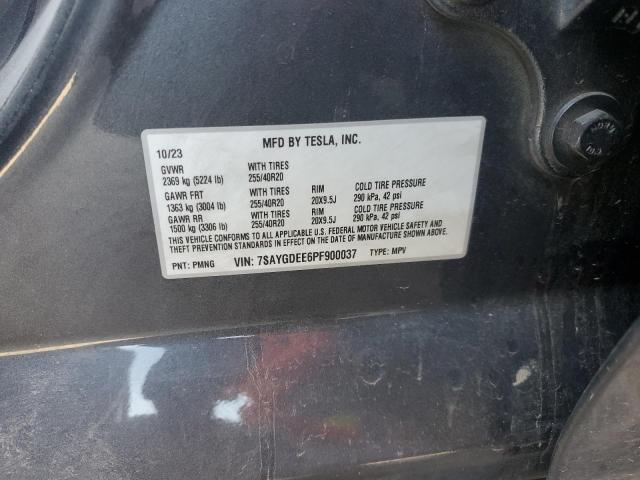 MFD BY TESLA, INC.
10/23
GVWR WITH TIRES
2369 kg (5224 lb) 255/40R20
GAWR FRT WITH TIRES RIM COLD TIRE PRESSURE
1363 kg (3004 lb) 255/40R20 20X9.5J 290 kPa, 42 psi
GAWR RR WITH TIRES RIM COLD TIRE PRESSURE
1500 kg (3306 lb) 255/40R20 20X9.5J 290 kPa, 42 psi
THIS VEHICLE CONFORMS TO ALL APPLICABLE U.S. FEDERAL MOTOR VEHICLE SAFETY AND
THEFT PREVENTION STANDARDS IN EFFECT ON THE DATE OF MANUFACTURE SHOWN ABOVE.
PNT: PMNG VIN: 7SAYGDEE6PF900037 TYPE: MPV